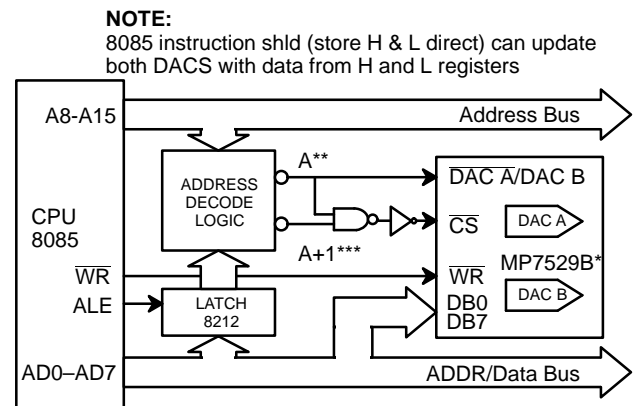 NOTE:
8085 instruction shld (store H & L direct) can update
both DACS with data from H and L registers
A8-A15
Address Bus
A**
ADDRESS
DECODE
LOGIC
DAC A/DAC B
CPU
8085
CS
DAC A
A+1***
WR
WR
MP7529B*
ALE
LATCH
8212
DB0
DB7
DAC B
AD0–AD7
ADDR/Data Bus